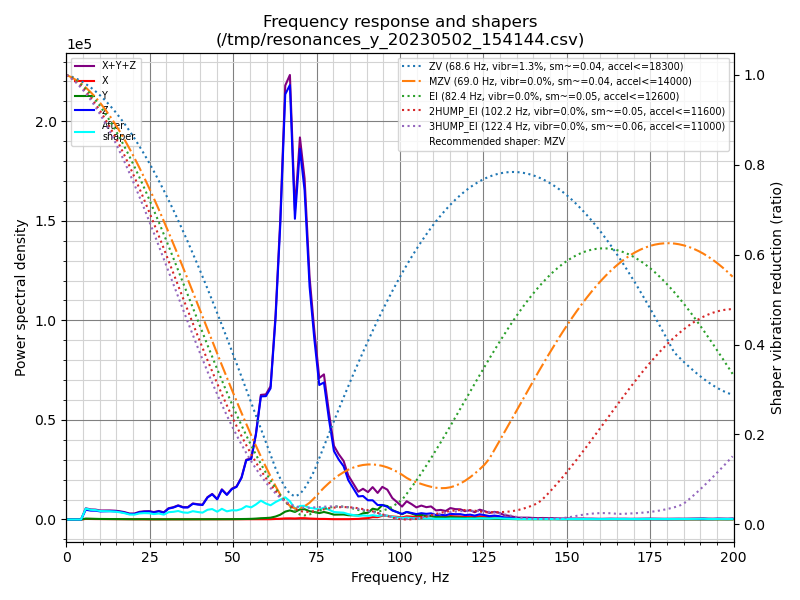 Frequency response and shapers
(/tmp/resonances_y_20230502_154144.csv)
1e5
X+Y+Z
X
Y
Z
After
shaper
ZV (68.6 Hz, vibr=1.3%, sm~=0.04, accel<=18300)
MZV (69.0 Hz, vibr=0.0%, sm~=0.04, accel<=14000)
EI (82.4 Hz, vibr=0.0%, sm~=0.05, accel<=12600)
2HUMP_EI (102.2 Hz, vibr=0.0%, sm~=0.05, accel<=11600)
3HUMP_EI (122.4 Hz, vibr=0.0%, sm~=0.06, accel<=11000)
Recommended shaper: MZV
Power spectral density
2.0
1.5
1.0
0.5
0.0
1.0
0.8
0.6
0.4
0.2
0.0
Shaper vibration reduction (ratio)
0 25 50 75 100 125 150 175 200
Frequency, Hz